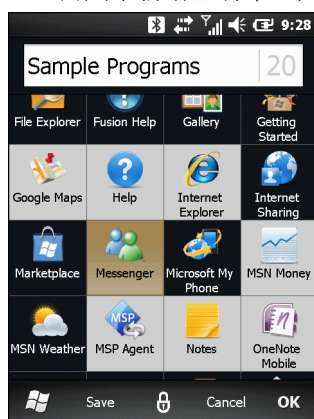 9:28
Sample Programs 20
File Explorer Fusion Help Gallery Getting
Started
Google Maps Help Internet
Explorer Internet
Sharing
Marketplace Messenger Microsoft My
Phone MSN Money
MSP
MSN Weather MSP Agent Notes OneNote
Mobile
Save Cancel OK